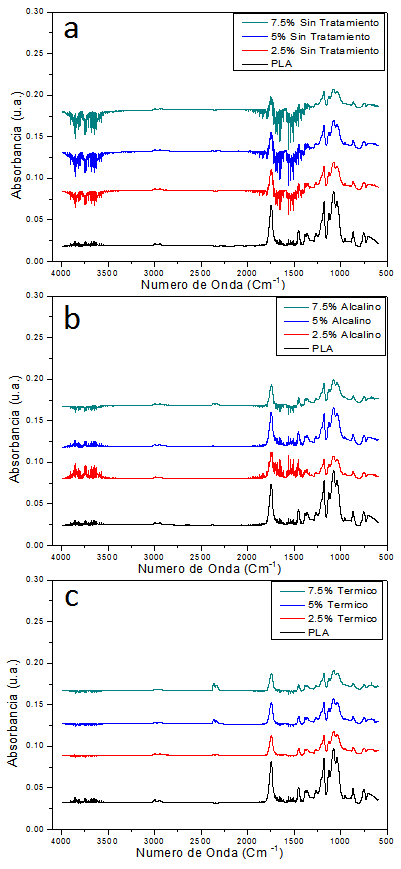 a
7.5% Sin Tratamiento
5% Sin Tratamiento
2.5% Sin Tratamiento
PLA
Absorbancia (u.a.)
0.30
0.25
0.20
0.15
0.10
0.05
0.00
4000 3500 3000 2500 2000 1500 1000 500
Numero de Onda (Cm-1)
b
7.5% Alcalino
5% Alcalino
2.5% Alcalino
PLA
Absorbancia (u.a.)
0.30
0.25
0.20
0.15
0.10
0.05
0.00
4000 3500 3000 2500 2000 1500 1000 500
Numero de Onda (Cm-1)
c
7.5% Termico
5% Termico
2.5% Termico
PLA
Absorbancia (u.a.)
0.30
0.25
0.20
0.15
0.10
0.05
0.00
4000 3500 3000 2500 2000 1500 1000 500
Numero de Onda (Cm-1)